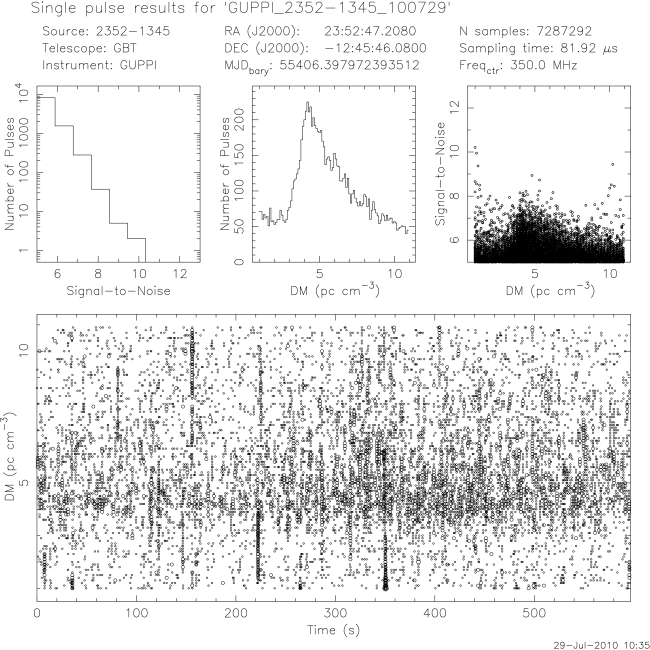 Single pulse results for 'GUPPI_2352−1345_100729'
Source: 2352−1345 RA (J2000): 23:52:47.2080 N samples: 7287292
Telescope: GBT DEC (J2000): −12:45:46.0800 Sampling time: 81.92 μs
Instrument: GUPPI MJDbary: 55406.397972393512 Freqctr: 350.0 MHz
Number of Pulses
1 10 100 1000 10⁴
6 8 10 12
Signal−to−Noise
Number of Pulses
0 50 100 150 200
5 10
DM (pc cm⁻³)
Signal−to−Noise
6 8 10 12
5 10
DM (pc cm⁻³)
DM (pc cm⁻³)
5 10
0 100 200 300 400 500
Time (s)
29−Jul−2010 10:35